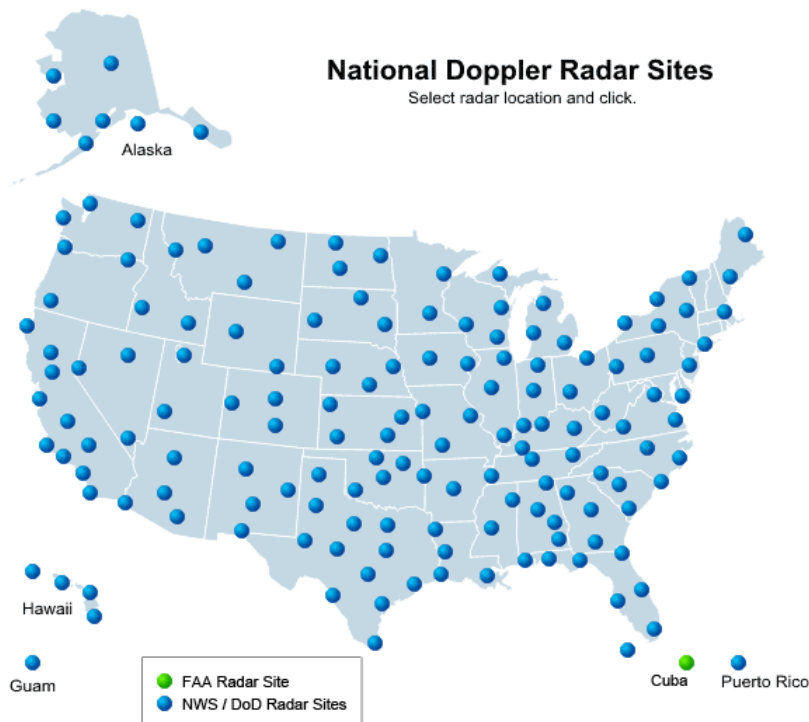 National Doppler Radar Sites
Select radar location and click.
Alaska
Hawaii
Guam
FAA Radar Site
NWS / DoD Radar Sites
Cuba
Puerto Rico